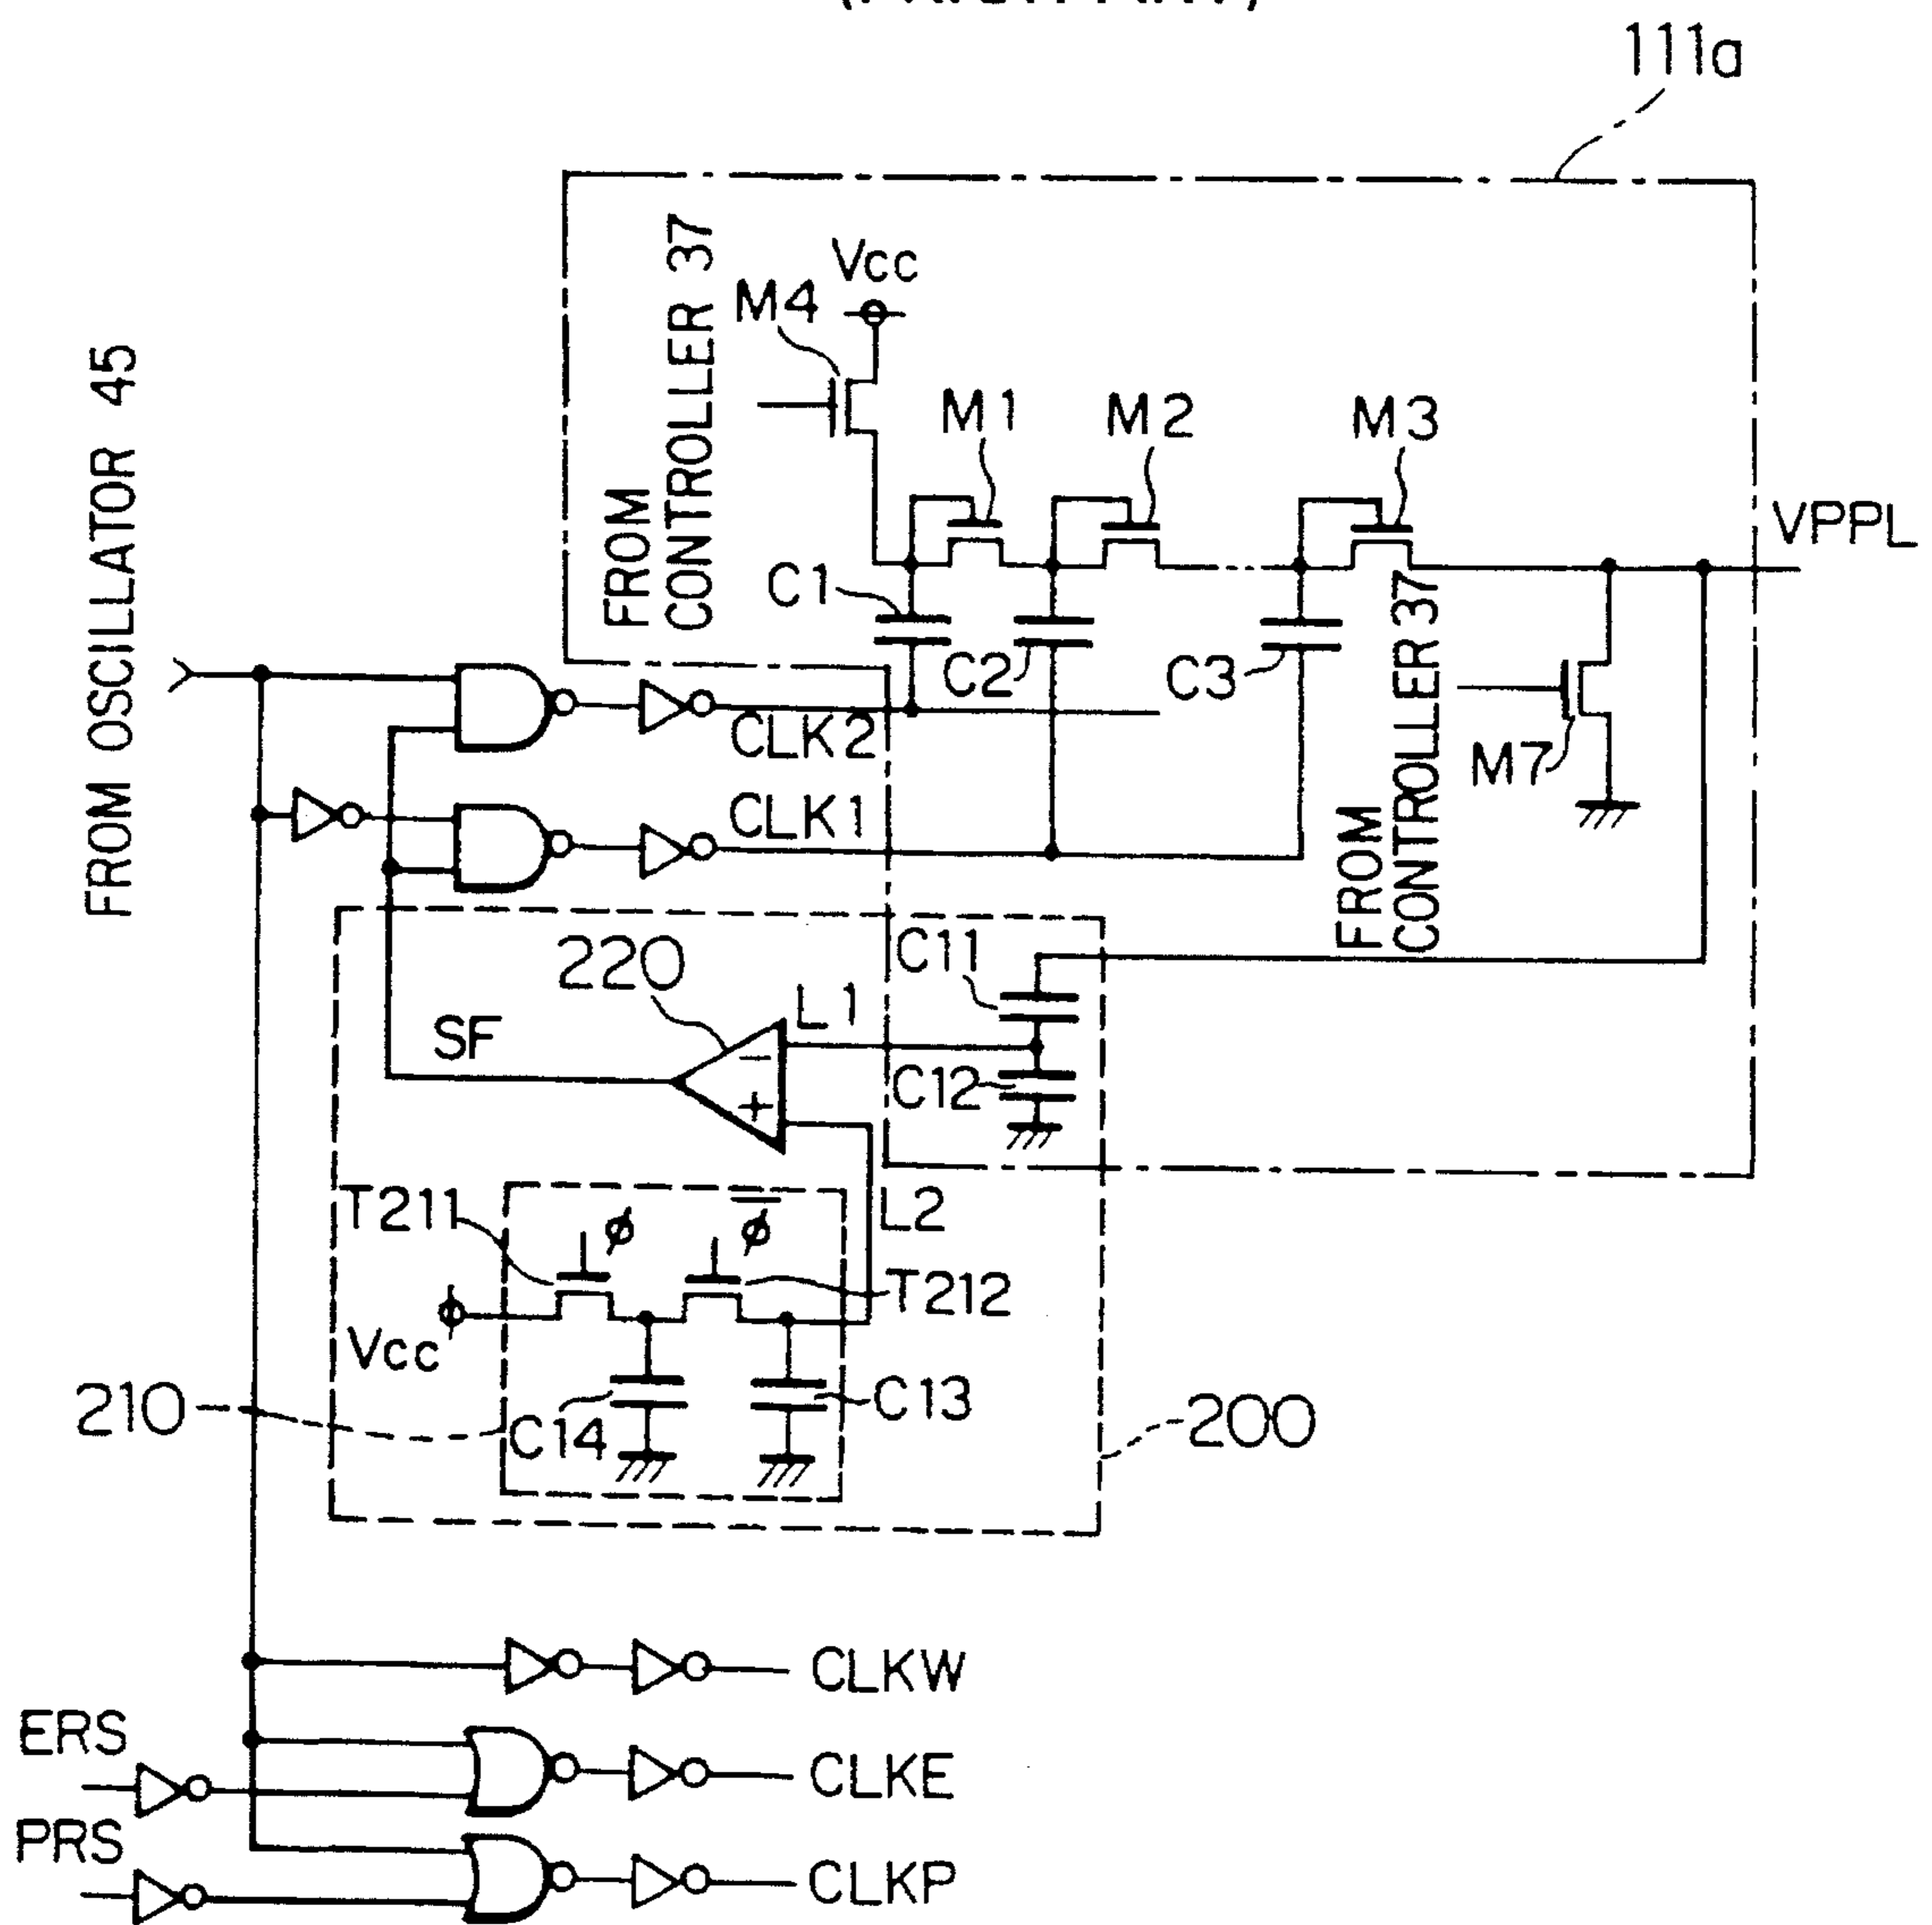 111a
FROM
CONTROLLER 37
Vcc
M4
M1
M2
M3
VPPL
FROM OSCILLATOR 45
C1
C2
C3
CLK2
CLK1
M7
FROM
CONTROLLER 37
220
C11
L1
SF
−
+
C12
T211
φ
φ̅
L2
T212
Vcc
210
C14
C13
200
CLKW
ERS
CLKE
PRS
CLKP